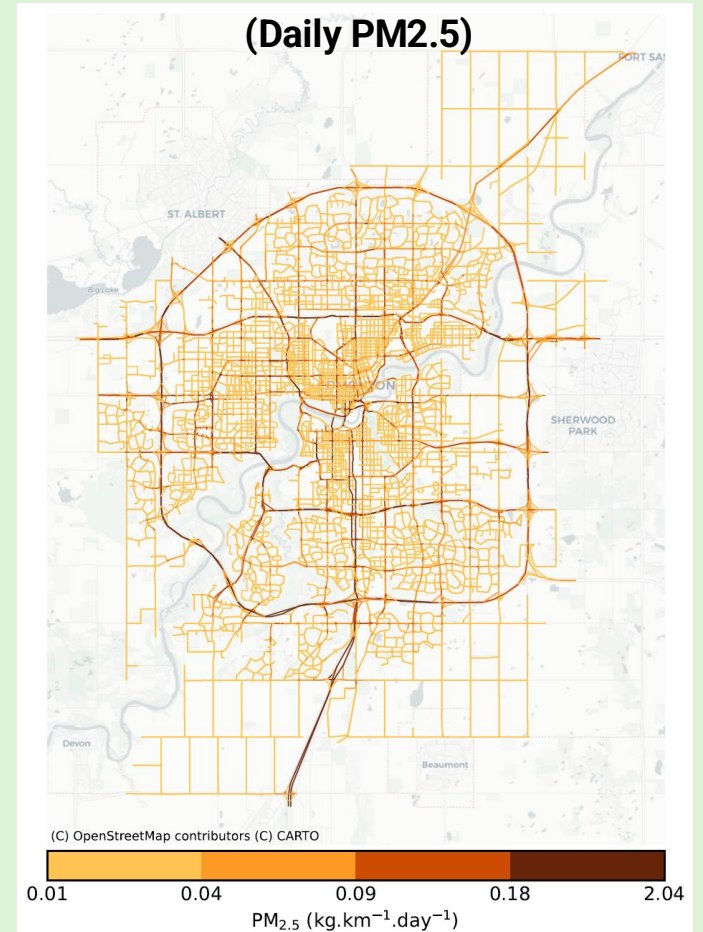 (Daily PM2.5)
FORT SAS
ST. ALBERT
Big Lake
SHERWOOD
PARK
Devon
Beaumont
(C) OpenStreetMap contributors (C) CARTO
0.01 0.04 0.09 0.18 2.04
PM₂.₅ (kg.km⁻¹.day⁻¹)